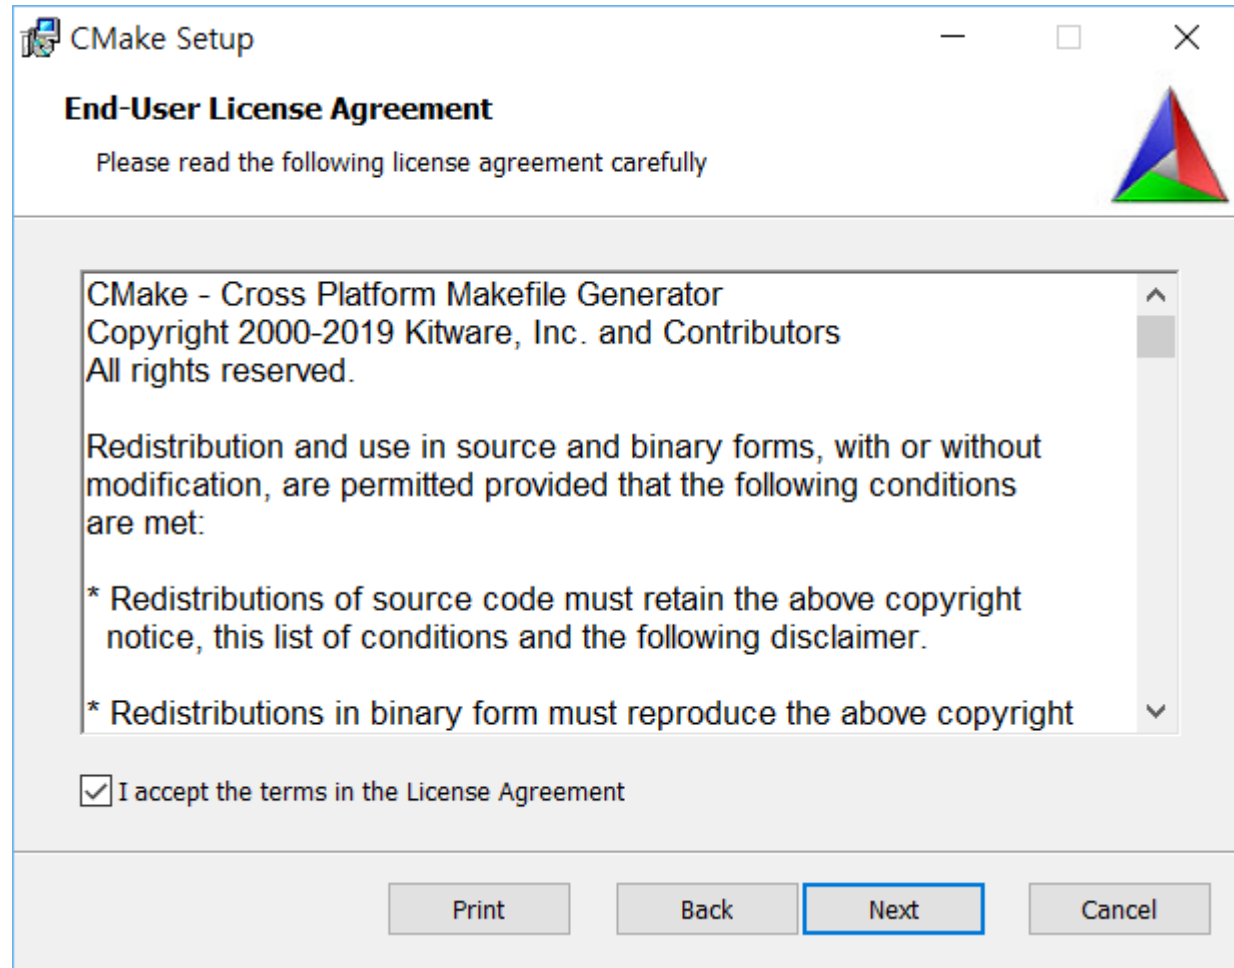 CMake Setup
End-User License Agreement
Please read the following license agreement carefully
CMake - Cross Platform Makefile Generator
Copyright 2000-2019 Kitware, Inc. and Contributors
All rights reserved.
Redistribution and use in source and binary forms, with or without
modification, are permitted provided that the following conditions
are met:
* Redistributions of source code must retain the above copyright
notice, this list of conditions and the following disclaimer.
* Redistributions in binary form must reproduce the above copyright
I accept the terms in the License Agreement
Print
Back
Next
Cancel